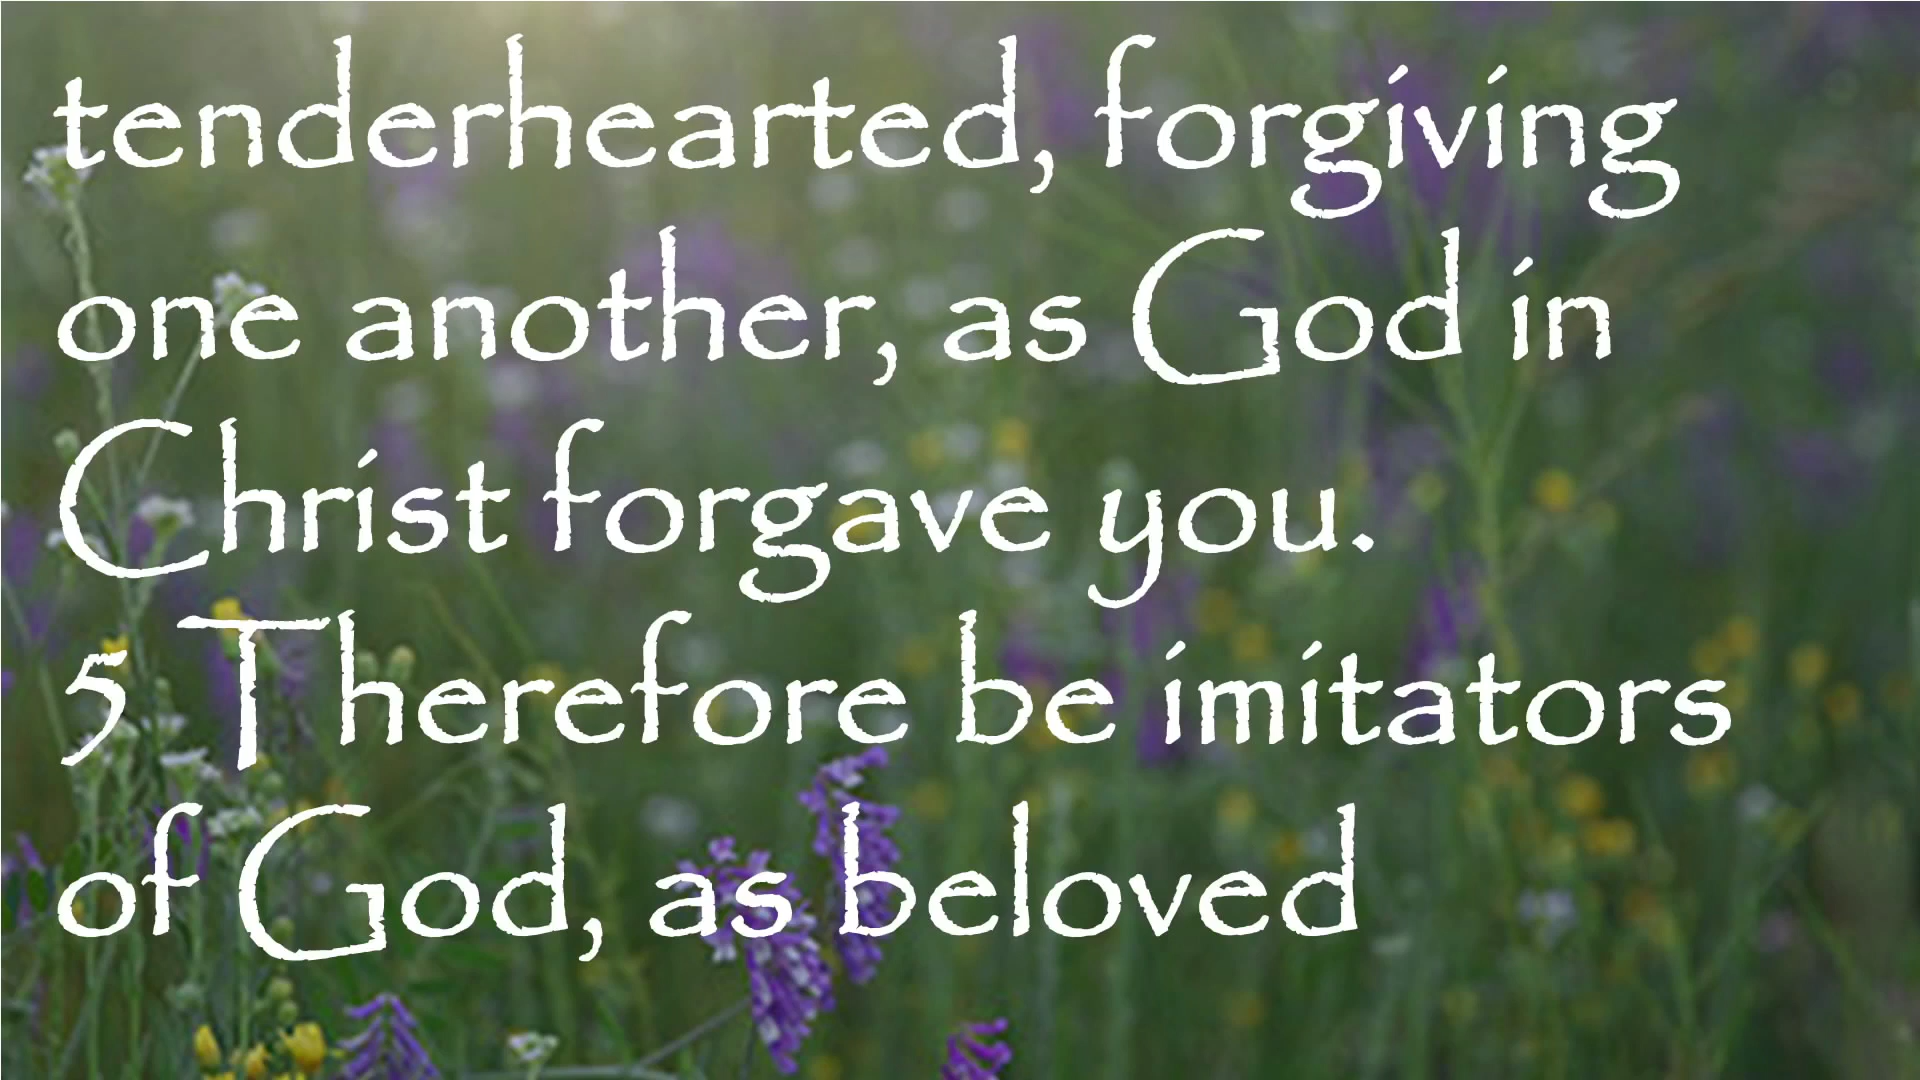 tenderhearted, forgiving
one another, as God in
Christ forgave you.
5 Therefore be imitators
of God, as beloved